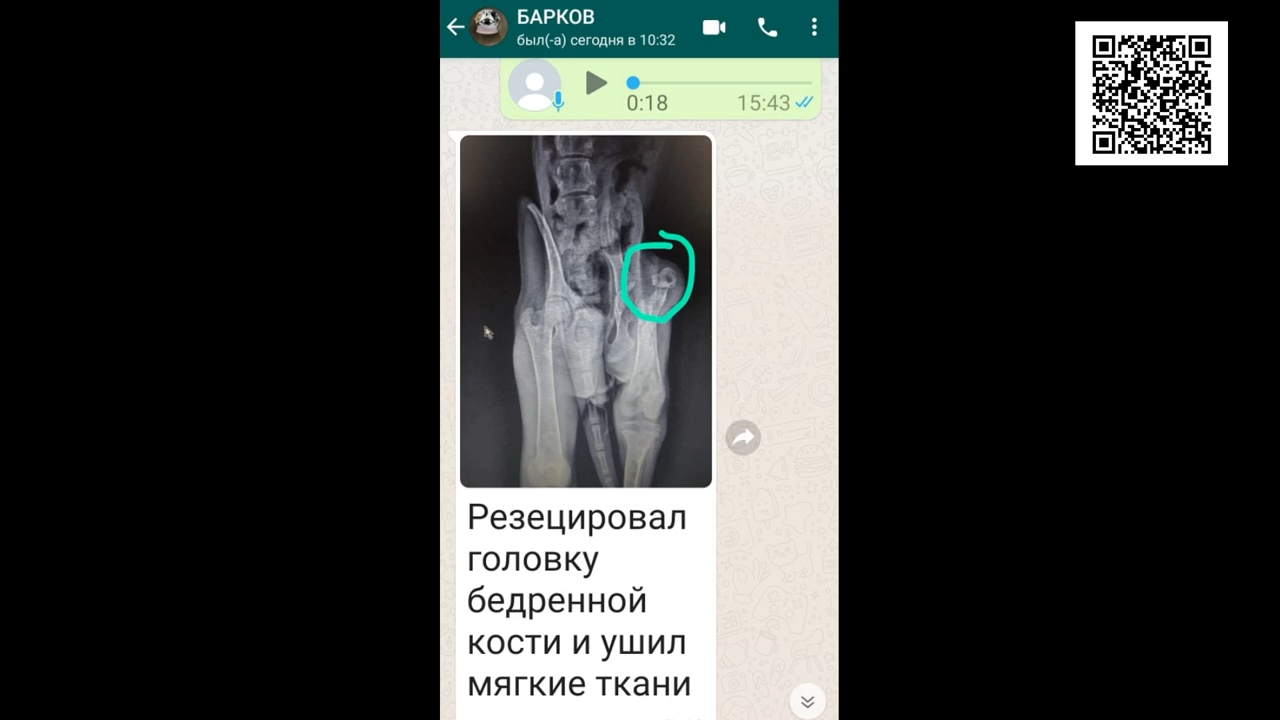 БАРКОВ
был(-а) сегодня в 10:32
0:18
15:43
Резецировал
головку
бедренной
кости и ушил
мягкие ткани